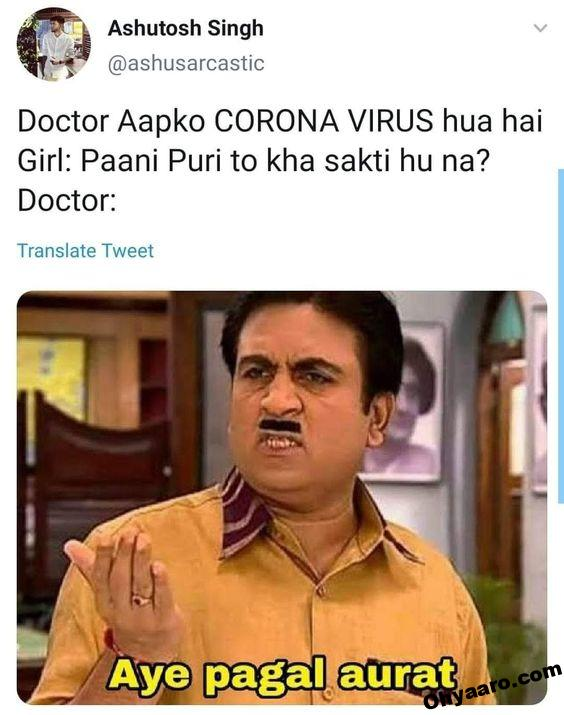 Ashutosh Singh
@ashusarcastic
Doctor Aapko CORONA VIRUS hua hai
Girl: Paani Puri to kha sakti hu na?
Doctor:
Translate Tweet
Aye pagal aurat
Ohyaaro.com